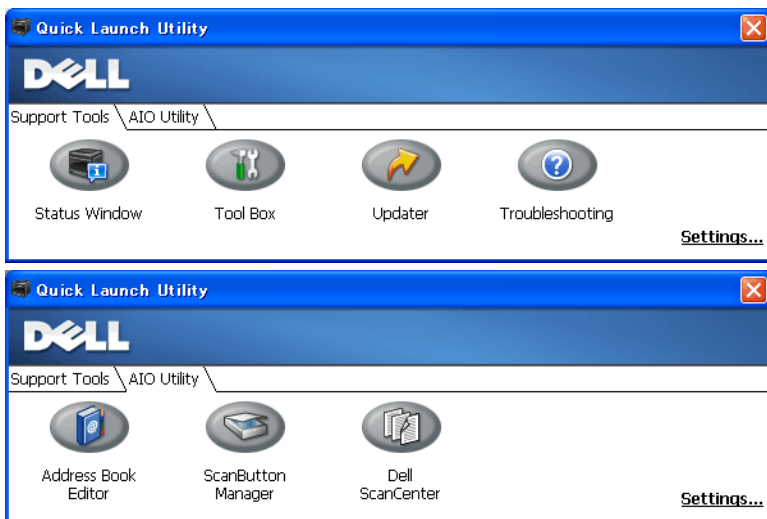 Quick Launch Utility
DELL
Support Tools AIO Utility
Status Window Tool Box Updater Troubleshooting
Settings...
Quick Launch Utility
DELL
Support Tools AIO Utility
Address Book Editor
ScanButton Manager
Dell ScanCenter
Settings...